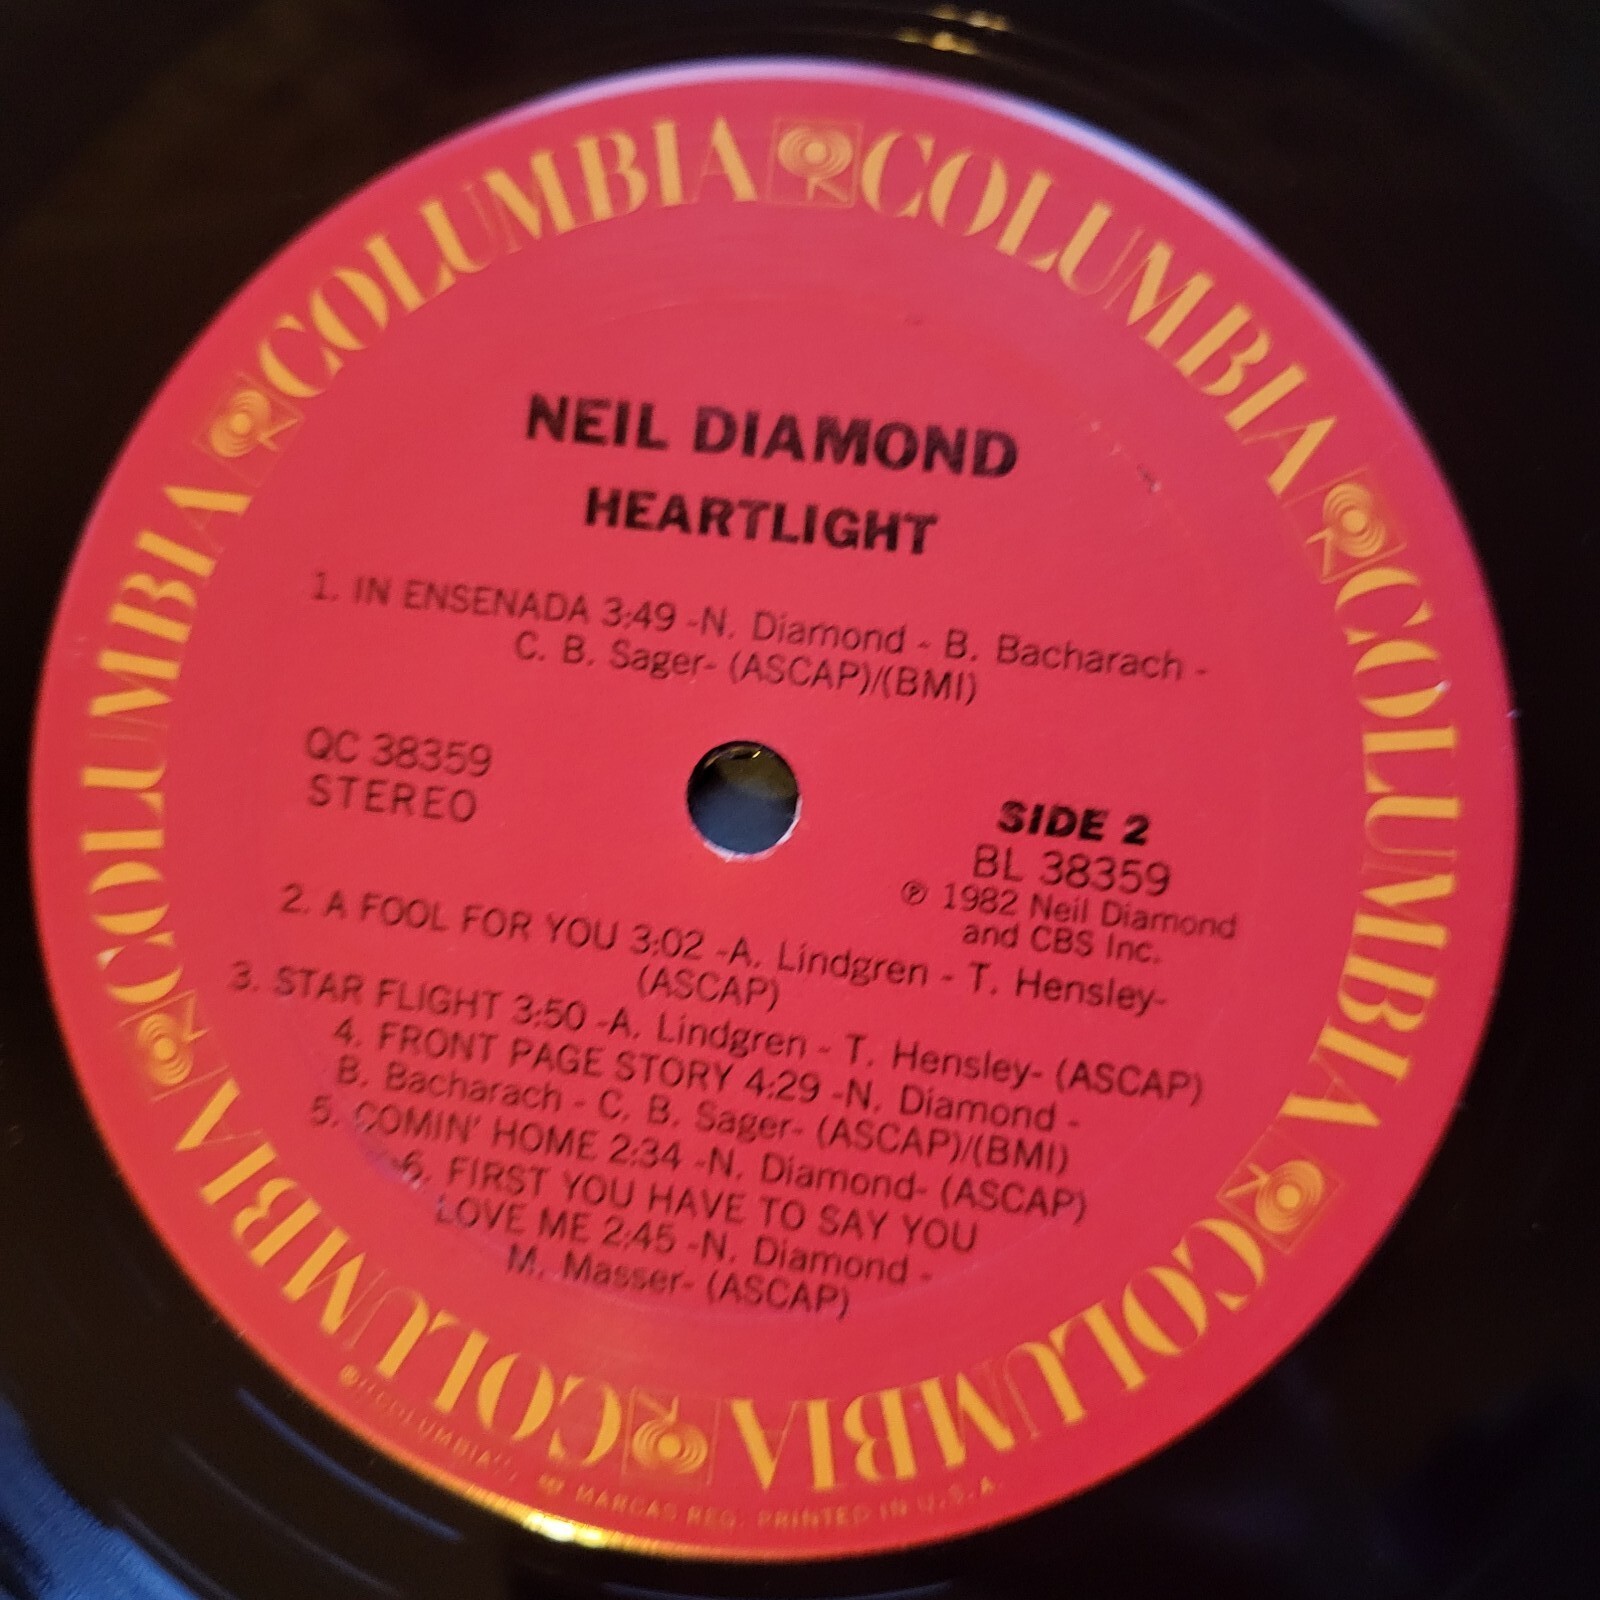 COLUMBIA COLUMBIA COLUMBIA COLUMBIA COLUMBIA COLUMBIA
NEIL DIAMOND
HEARTLIGHT
1. IN ENSENADA 3:49 -N. Diamond - B. Bacharach -
C. B. Sager- (ASCAP)/(BMI)
QC 38359
STEREO
SIDE 2
BL 38359
℗ 1982 Neil Diamond
and CBS Inc.
2. A FOOL FOR YOU 3:02 -A. Lindgren - T. Hensley-
(ASCAP)
3. STAR FLIGHT 3:50 -A. Lindgren - T. Hensley- (ASCAP)
4. FRONT PAGE STORY 4:29 -N. Diamond -
B. Bacharach - C. B. Sager- (ASCAP)/(BMI)
5. COMIN' HOME 2:34 -N. Diamond- (ASCAP)
6. FIRST YOU HAVE TO SAY YOU
LOVE ME 2:45 -N. Diamond -
M. Masser- (ASCAP)
"COLUMBIA", MARCAS REG. PRINTED IN U.S.A.